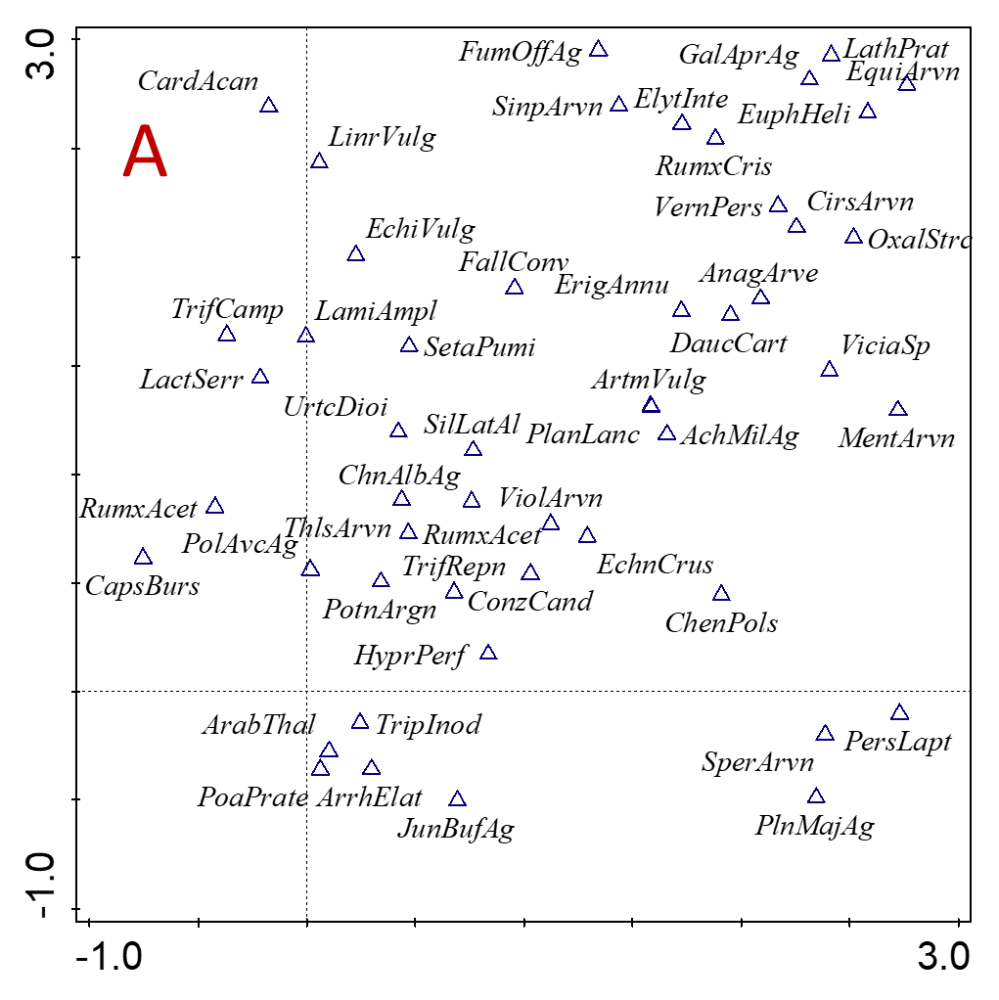 3.0
FumOffAg
GalAprAg
LathPrat
EquiArvn
CardAcan
SinpArvn
ElytInte
EuphHeli
A
LinrVulg
RumxCris
VernPers
CirsArvn
EchiVulg
OxalStrc
FallConv
ErigAnnu
AnagArve
TrifCamp
LamiAmpl
SetaPumi
DaucCart
ViciaSp
LactSerr
ArtmVulg
UrtcDioi
SilLatAl
PlanLanc
AchMilAg
MentArvn
ChnAlbAg
ViolArvn
RumxAcet
ThlsArvn
RumxAcet
PolAvcAg
TrifRepn
EchnCrus
CapsBurs
PotnArgn
ConzCand
ChenPols
HyprPerf
ArabThal
TripInod
PersLapt
SperArvn
PoaPrate
ArrhElat
JunBufAg
PlnMajAg
-1.0
-1.0
3.0